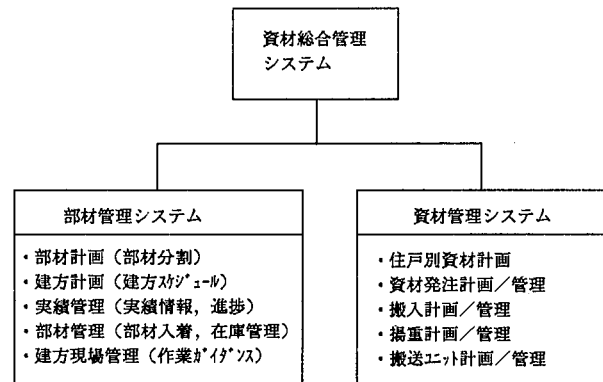 資材総合管理
システム
部材管理システム
・部材計画（部材分割）
・建方計画（建方ｽｹｼﾞｭｰﾙ）
・実績管理（実績情報，進捗）
・部材管理（部材入着，在庫管理）
・建方現場管理（作業ｶﾞｲﾀﾞﾝｽ）
資材管理システム
・住戸別資材計画
・資材発注計画／管理
・搬入計画／管理
・揚重計画／管理
・搬送ﾕﾆｯﾄ計画／管理